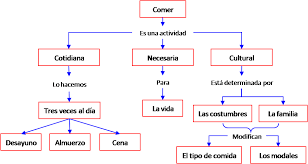 Comer
Es una actividad
Cotidiana
Necesaria
Cultural
Lo hacemos
Para
Está determinada por
Tres veces al día
La vida
Las costumbres
La familia
Modifican
Desayuno
Almuerzo
Cena
El tipo de comida
Los modales